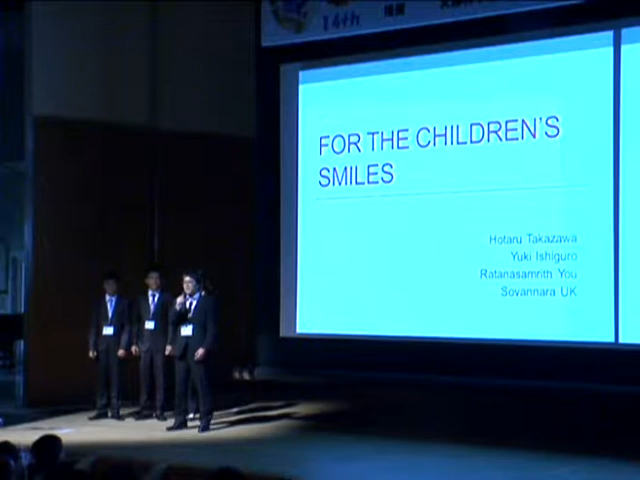 14th
FOR THE CHILDREN'S
SMILES
Hotaru Takazawa
Yuki Ishiguro
Ratanasamrith You
Sovannara UK